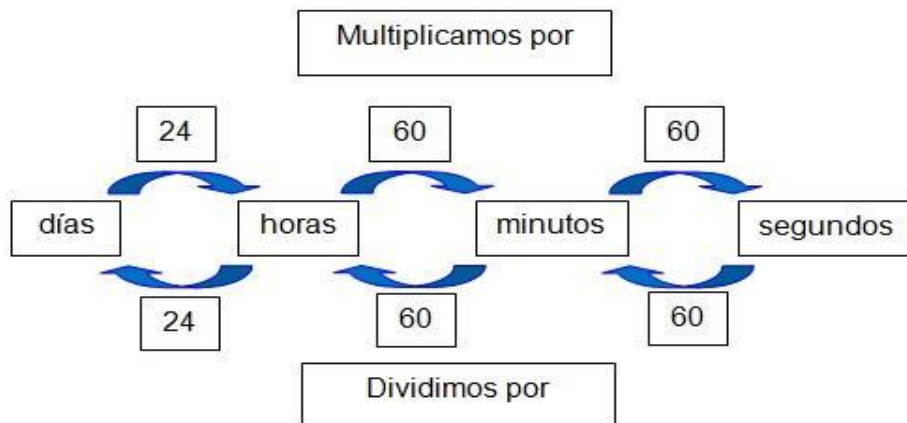 Multiplicamos por
24 60 60
días horas minutos segundos
24 60 60
Dividimos por